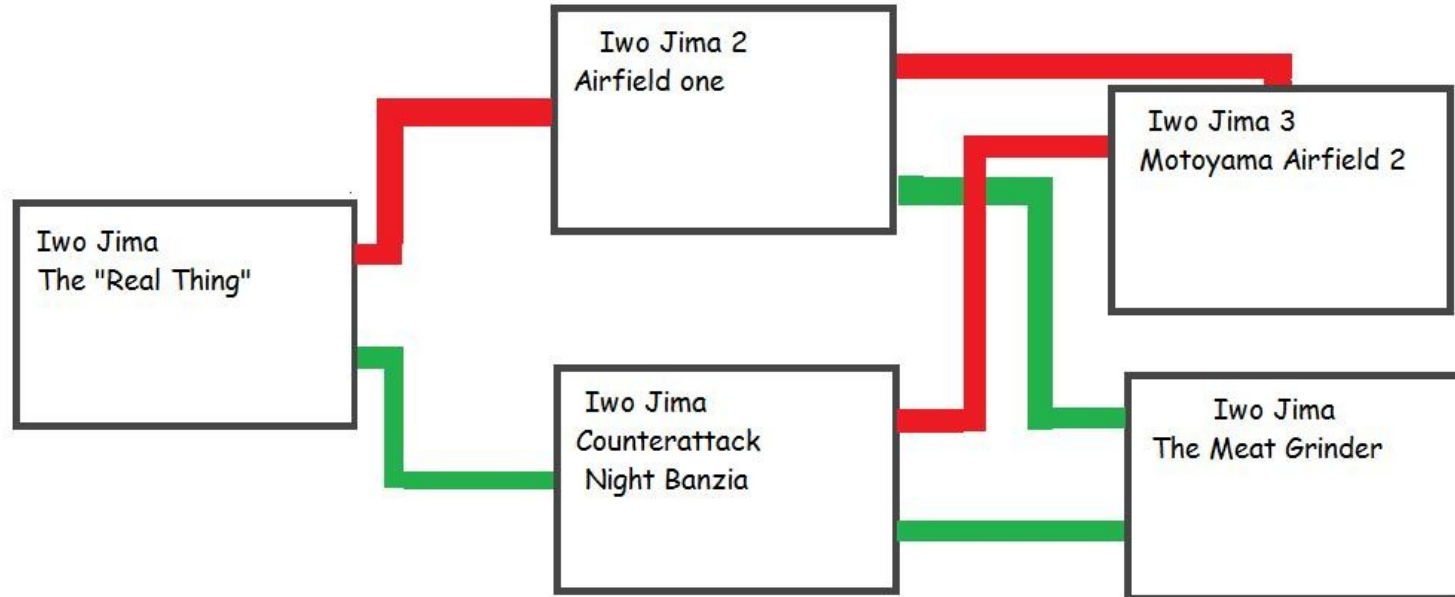 Iwo Jima 2
Airfield one
Iwo Jima 3
Motoyama Airfield 2
Iwo Jima
The "Real Thing"
Iwo Jima
Counterattack
Night Banzia
Iwo Jima
The Meat Grinder